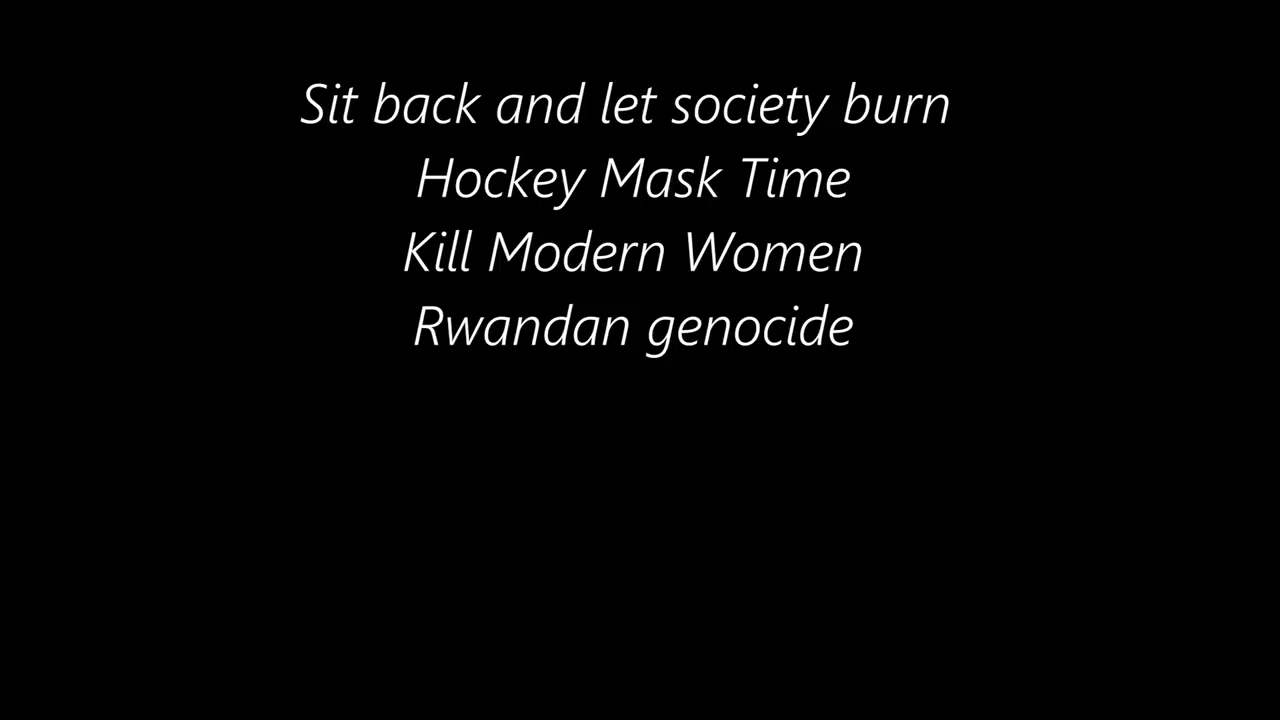 Sit back and let society burn
Hockey Mask Time
Kill Modern Women
Rwandan genocide